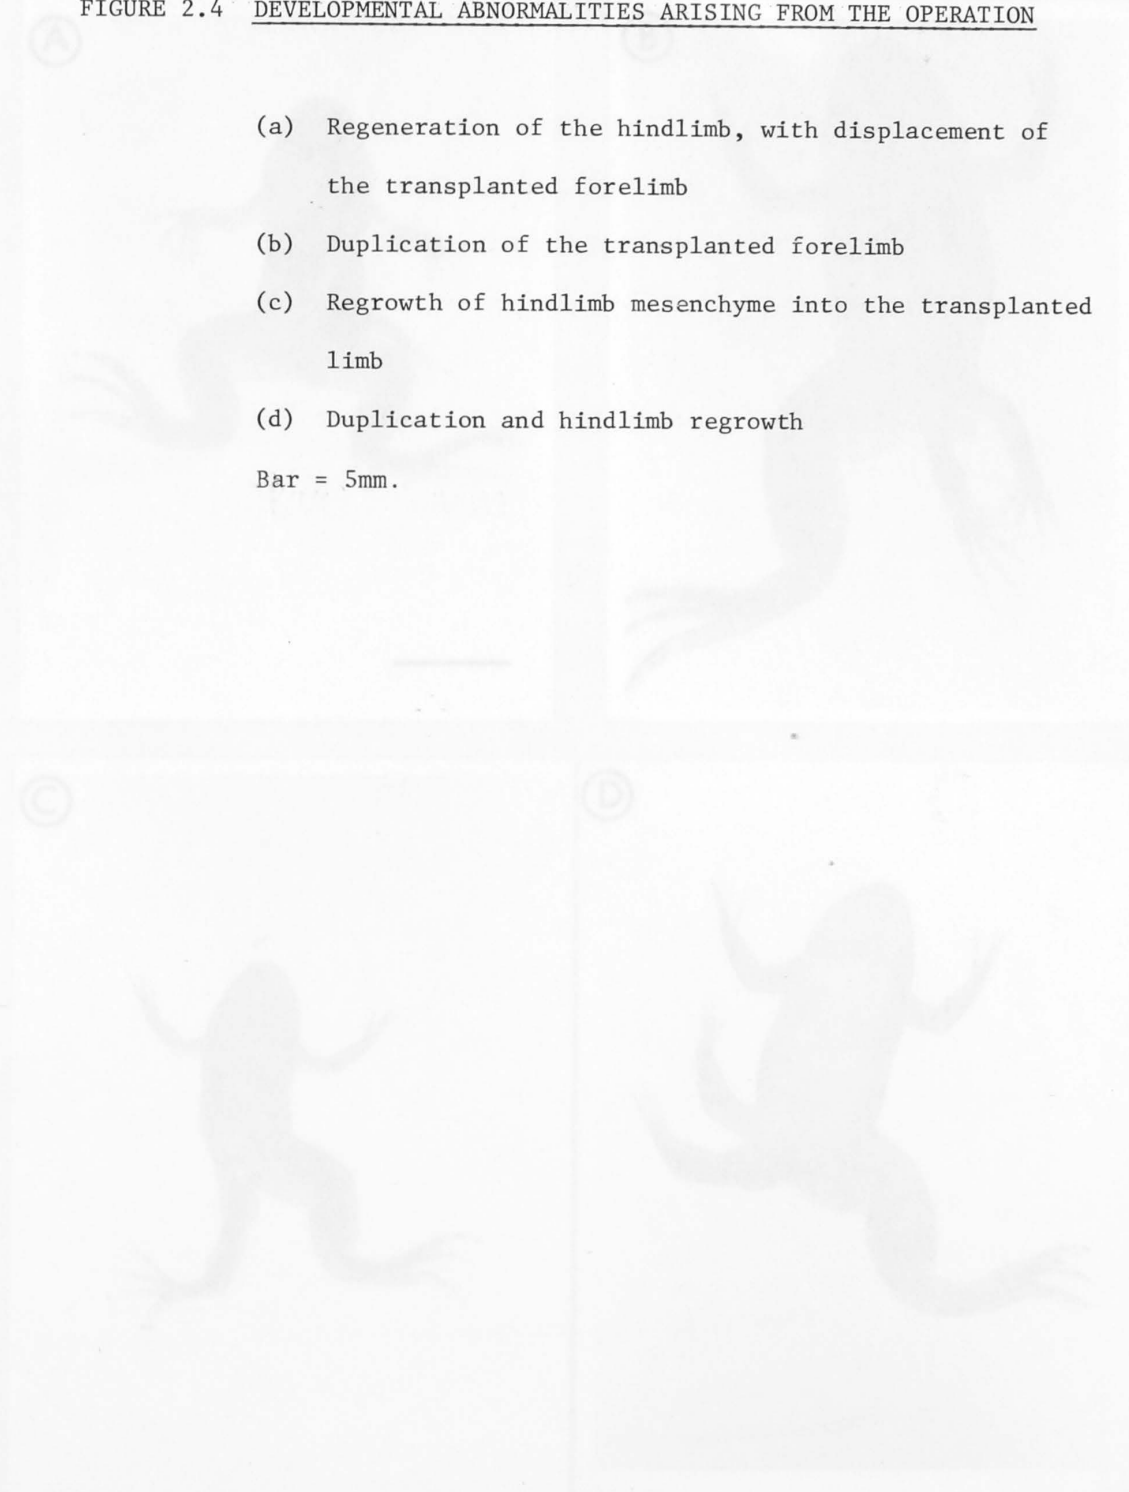 FIGURE 2.4 DEVELOPMENTAL ABNORMALITIES ARISING FROM THE OPERATION
A
(a) Regeneration of the hindlimb, with displacement of
the transplanted forelimb
(b) Duplication of the transplanted forelimb
(c) Regrowth of hindlimb mesenchyme into the transplanted
limb
(d) Duplication and hindlimb regrowth
Bar = 5mm.
C
D